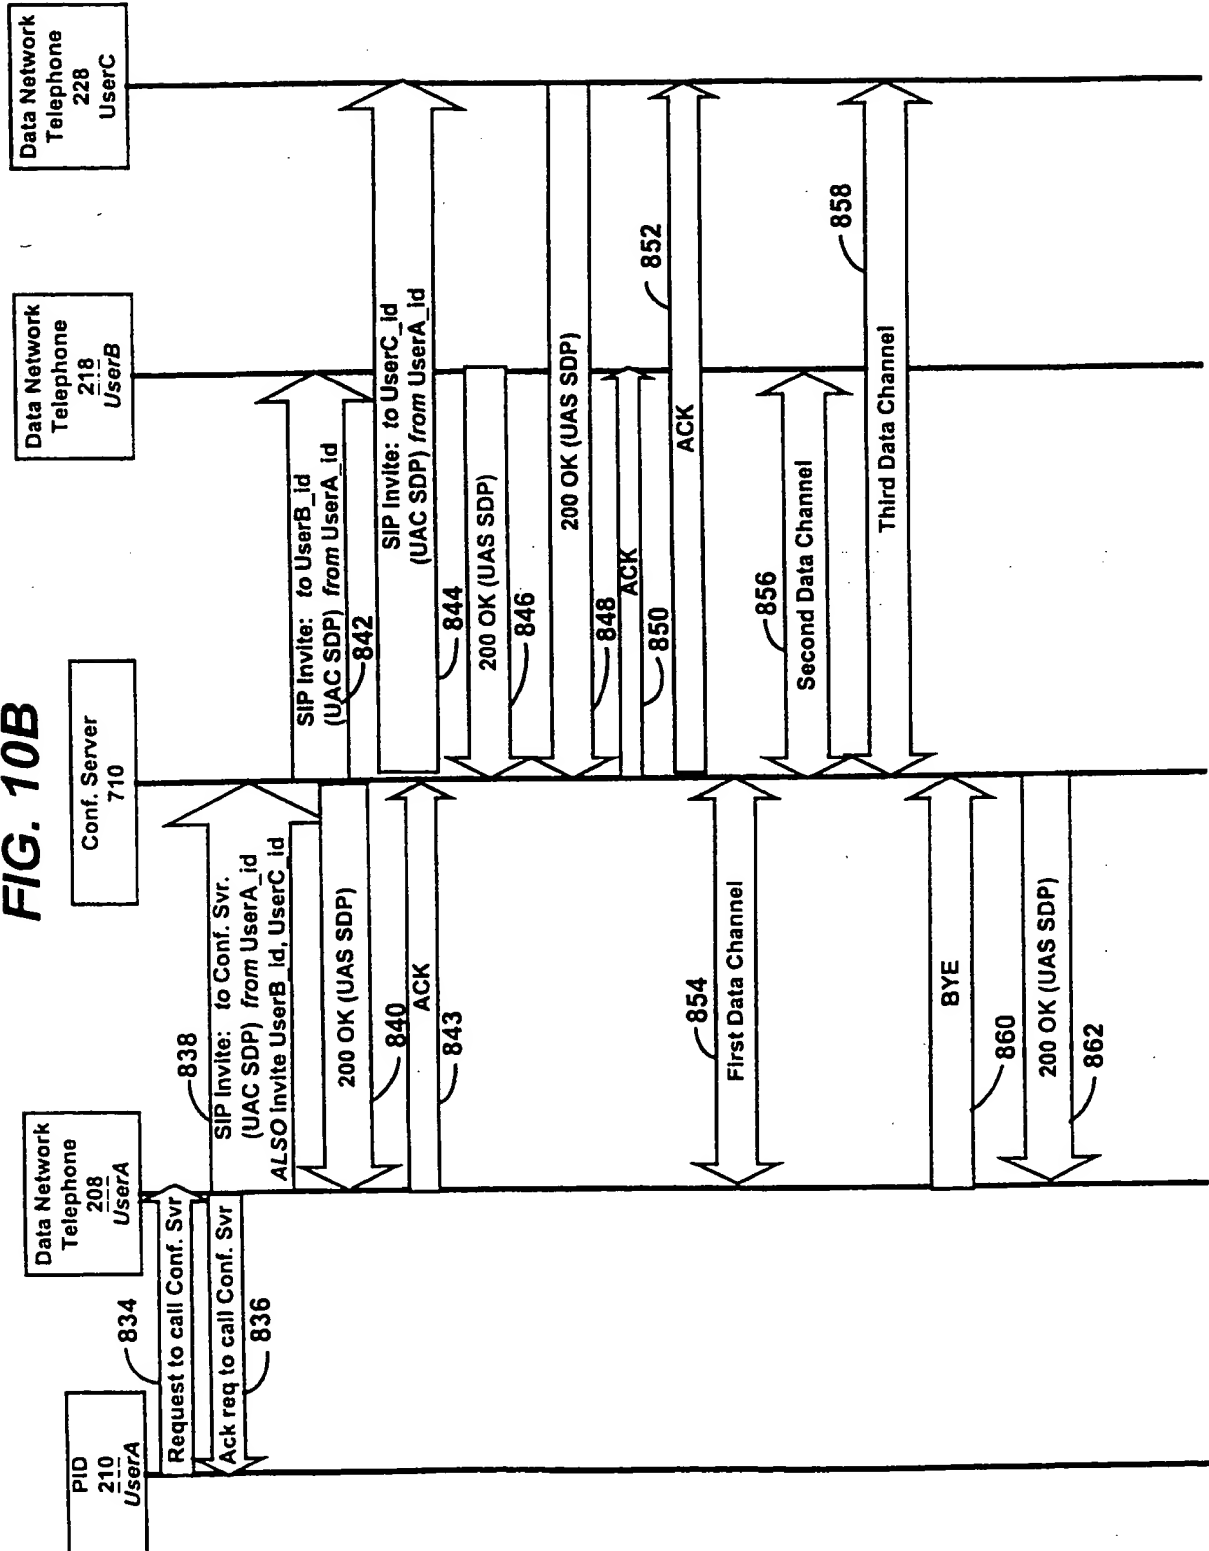 FIG. 10B
PID
210
UserA
Data Network
Telephone
208
UserA
Conf. Server
710
Data Network
Telephone
218
UserB
Data Network
Telephone
228
UserC
834
Request to call Conf. Svr
Ack req to call Conf. Svr
836
838
SIP Invite: to Conf. Svr.
(UAC SDP) from UserA_id
ALSO Invite UserB_id, UserC_id
200 OK (UAS SDP)
840
ACK
843
SIP Invite: to UserB_id
(UAC SDP) from UserA_id
842
SIP Invite: to UserC_id
(UAC SDP) from UserA_id
844
200 OK (UAS SDP)
846
200 OK (UAS SDP)
848
ACK
850
852
ACK
854
First Data Channel
856
Second Data Channel
858
Third Data Channel
BYE
860
200 OK (UAS SDP)
862